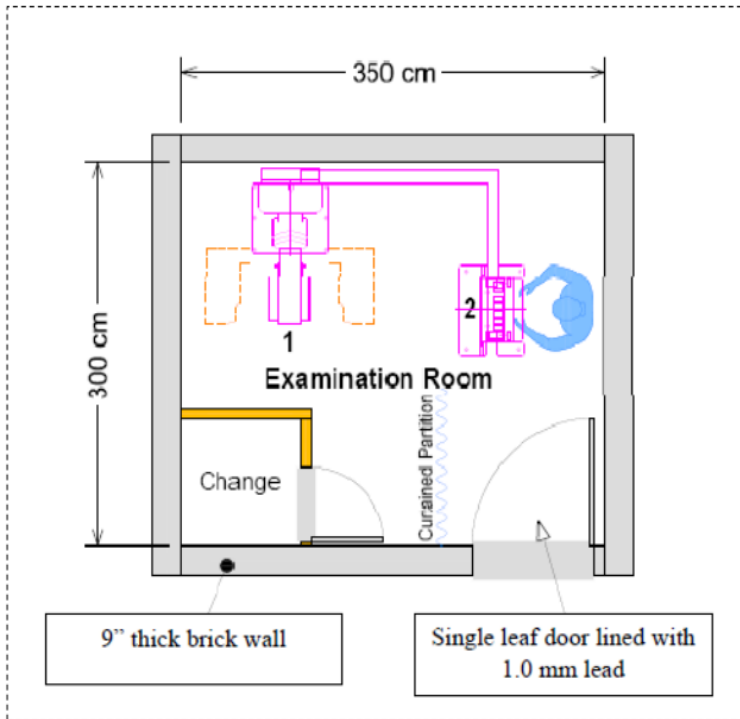 350 cm
300 cm
1
2
Examination Room
Curained Partition
Change
9” thick brick wall
Single leaf door lined with
1.0 mm lead